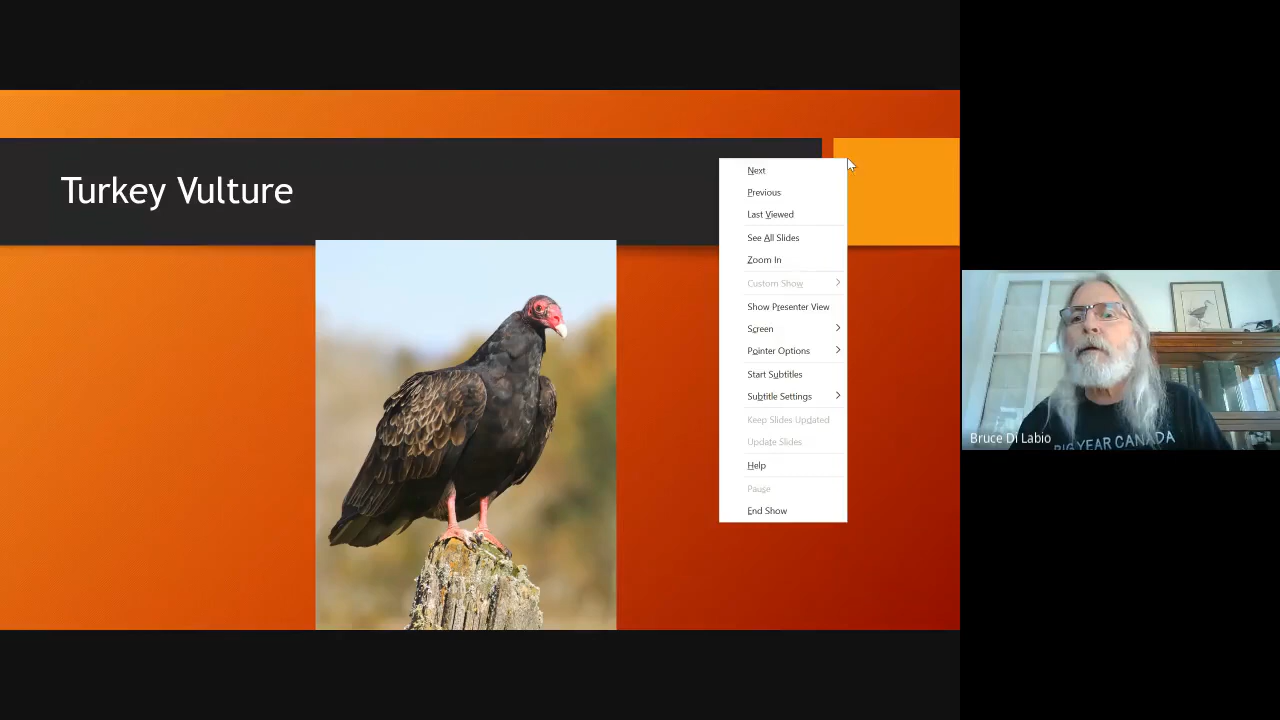 Turkey Vulture
Next
Previous
Last Viewed
See All Slides
Zoom In
Custom Show
Show Presenter View
Screen
Pointer Options
Start Subtitles
Subtitle Settings
Keep Slides Updated
Update Slides
Help
Pause
End Show
Bruce Di Labio
BIG YEAR CANADA